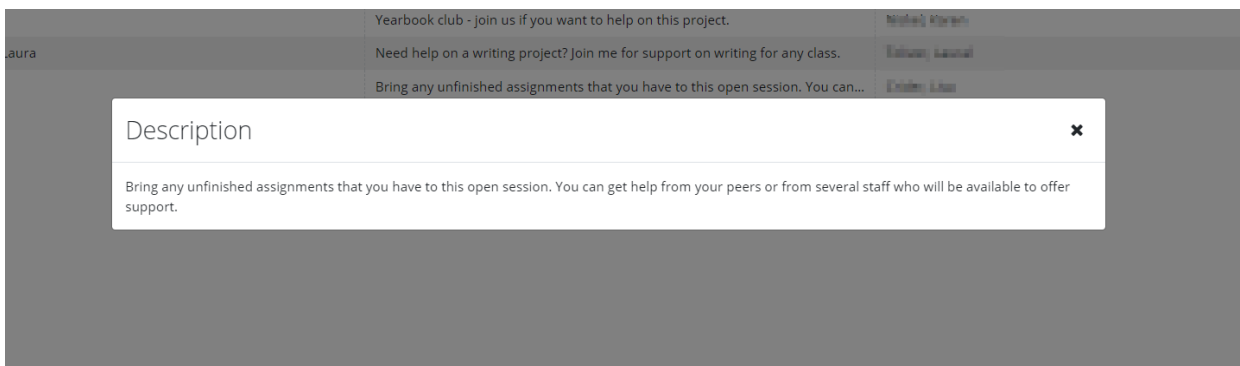 Yearbook club - join us if you want to help on this project.
Laura Need help on a writing project? Join me for support on writing for any class.
Bring any unfinished assignments that you have to this open session. You can...
Description
Bring any unfinished assignments that you have to this open session. You can get help from your peers or from several staff who will be available to offer
support.